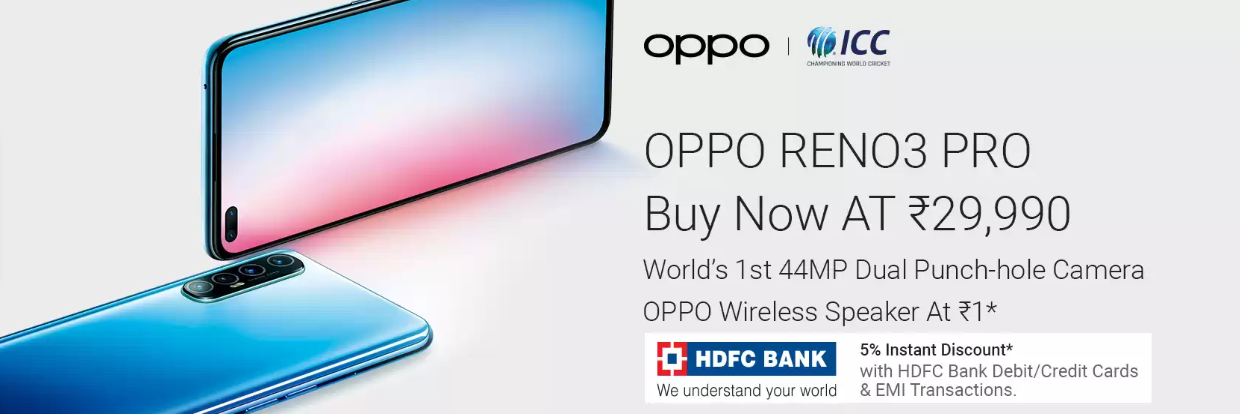 oppo | ICC
CHAMPIONING WORLD CRICKET
OPPO RENO3 PRO
Buy Now AT ₹29,990
World's 1st 44MP Dual Punch-hole Camera
OPPO Wireless Speaker At ₹1*
HDFC BANK
We understand your world
5% Instant Discount*
with HDFC Bank Debit/Credit Cards
& EMI Transactions.